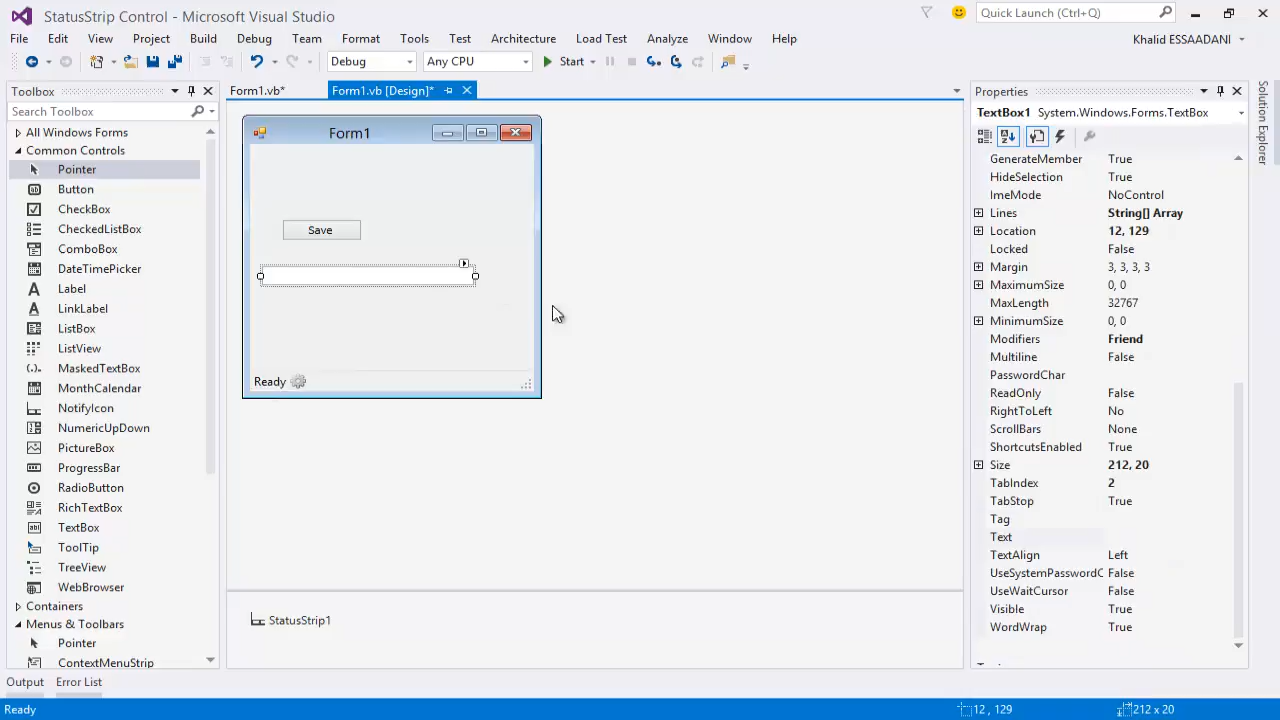 StatusStrip Control - Microsoft Visual Studio
Quick Launch (Ctrl+Q)
File Edit View Project Build Debug Team Format Tools Test Architecture Load Test Analyze Window Help
Khalid ESSAADANI
Debug Any CPU Start
Toolbox
Search Toolbox
All Windows Forms
Common Controls
Pointer
Button
CheckBox
CheckedListBox
ComboBox
DateTimePicker
Label
LinkLabel
ListBox
ListView
MaskedTextBox
MonthCalendar
NotifyIcon
NumericUpDown
PictureBox
ProgressBar
RadioButton
RichTextBox
TextBox
ToolTip
TreeView
WebBrowser
Containers
Menus & Toolbars
Pointer
ContextMenuStrip
Form1.vb* Form1.vb [Design]*
Form1
Save
Ready
StatusStrip1
Properties
TextBox1 System.Windows.Forms.TextBox
GenerateMember True
HideSelection True
ImeMode NoControl
Lines String[] Array
Location 12, 129
Locked False
Margin 3, 3, 3, 3
MaximumSize 0, 0
MaxLength 32767
MinimumSize 0, 0
Modifiers Friend
Multiline False
PasswordChar
ReadOnly False
RightToLeft No
ScrollBars None
ShortcutsEnabled True
Size 212, 20
TabIndex 2
TabStop True
Tag
Text
TextAlign Left
UseSystemPasswordC False
UseWaitCursor False
Visible True
WordWrap True
Solution Explorer
Output Error List
Ready 12 , 129 212 x 20